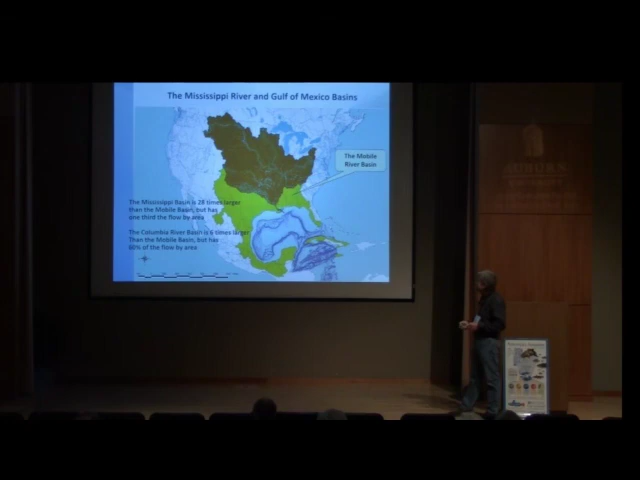 The Mississippi River and Gulf of Mexico Basins
The Mobile
River Basin
The Mississippi Basin is 28 times larger
than the Mobile Basin, but has
one third the flow by area
The Columbia River Basin is 6 times larger
Than the Mobile Basin, but has
60% of the flow by area
AUBURN